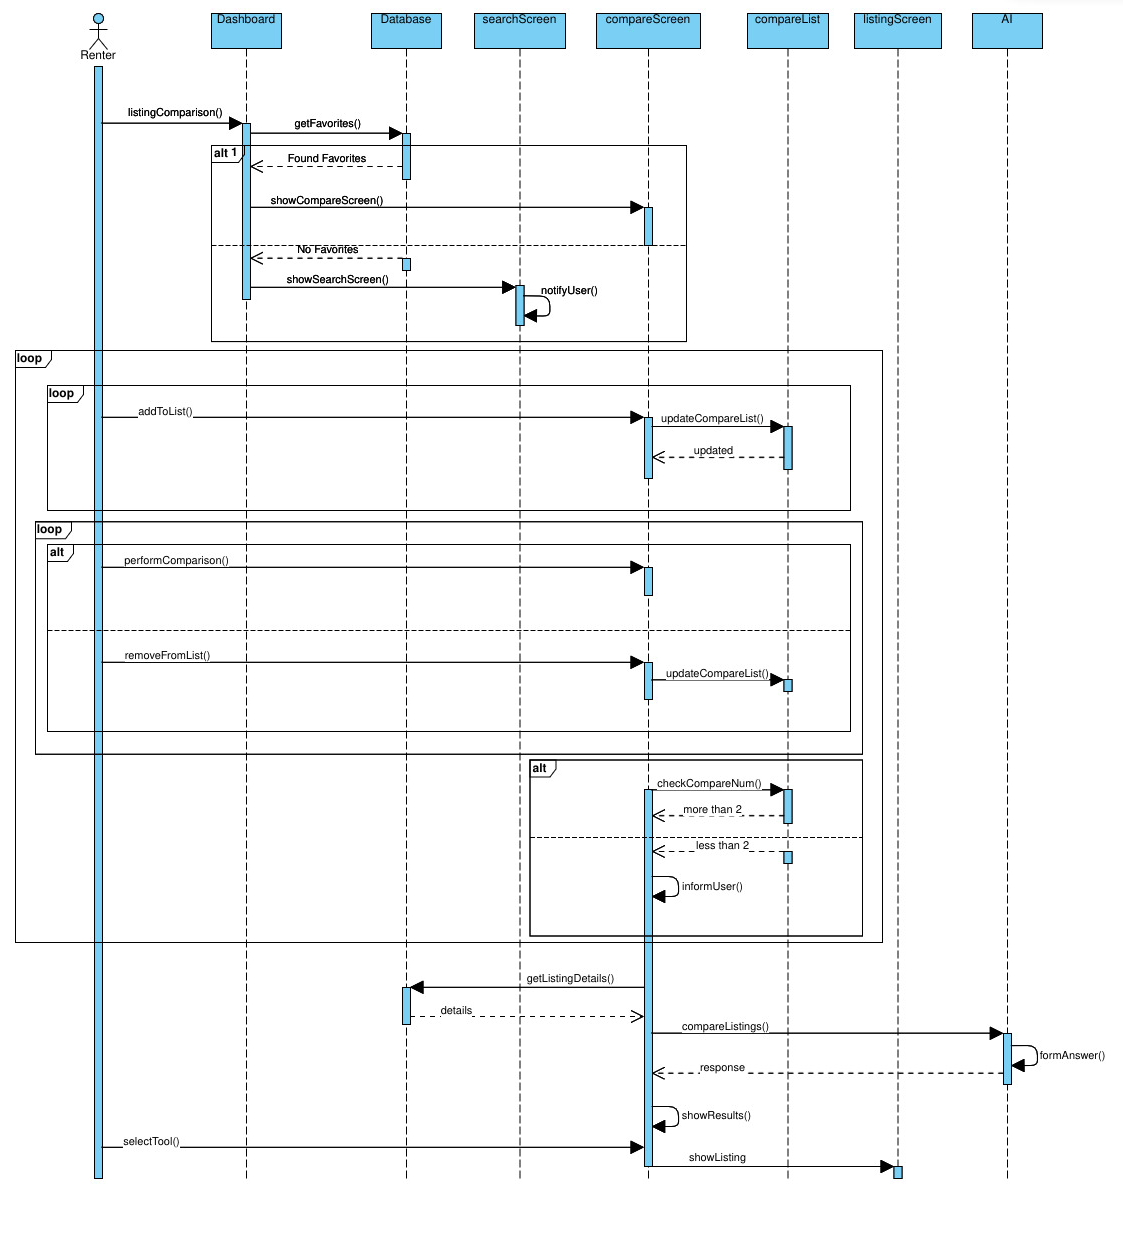 Dashboard
Database
searchScreen
compareScreen
compareList
listingScreen
AI
Renter
listingComparison()
getFavorites()
alt 1
Found Favorites
showCompareScreen()
No Favorites
showSearchScreen()
notifyUser()
loop
loop
addToList()
updateCompareList()
updated
loop
alt
performComparison()
removeFromList()
updateCompareList()
alt
checkCompareNum()
more than 2
less than 2
informUser()
getListingDetails()
details
compareListings()
formAnswer()
response
showResults()
selectTool()
showListing